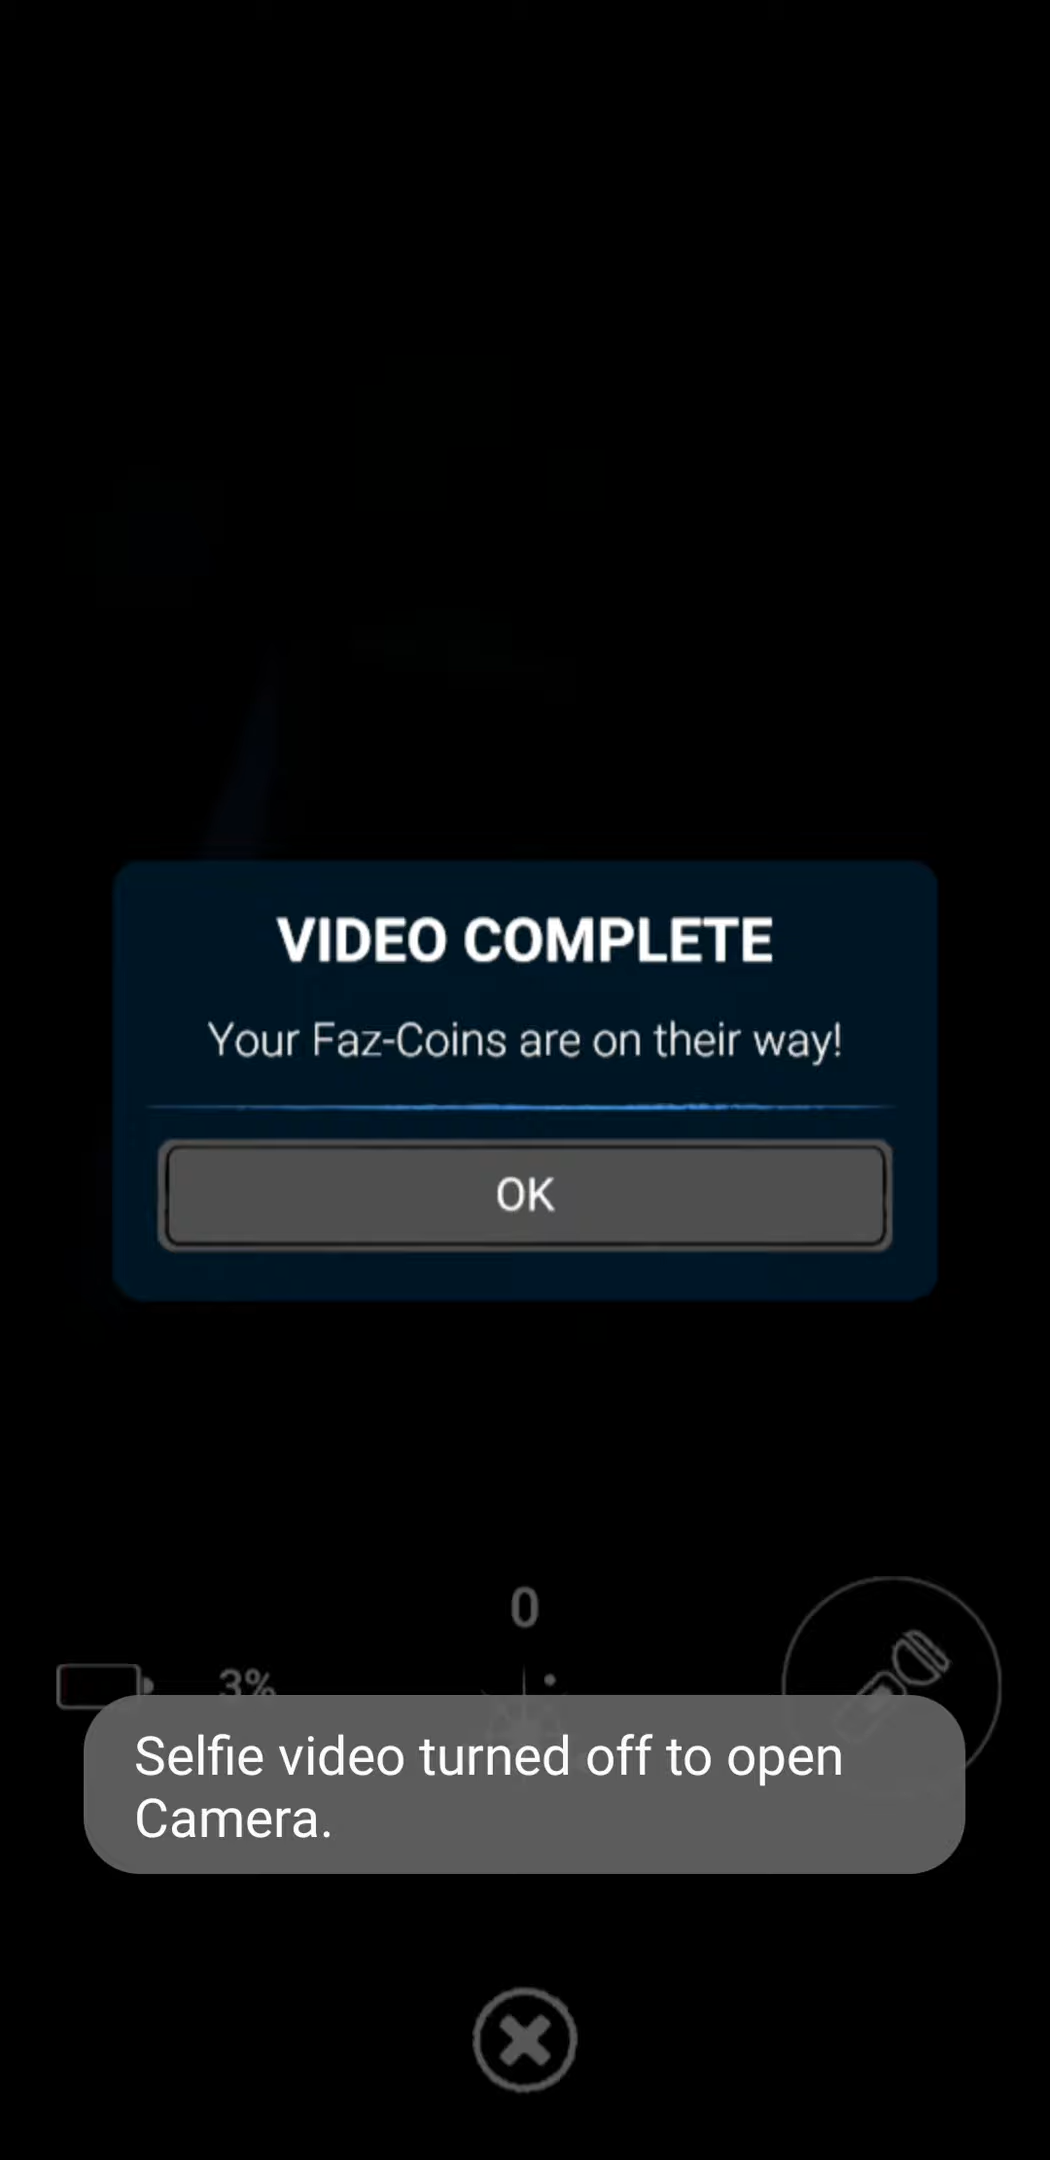 VIDEO COMPLETE
Your Faz-Coins are on their way!
OK
0
3%
Selfie video turned off to open
Camera.